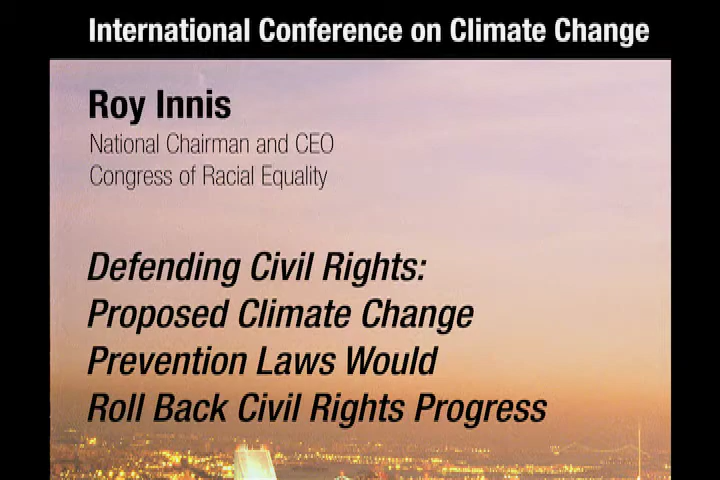 International Conference on Climate Change
Roy Innis
National Chairman and CEO
Congress of Racial Equality
Defending Civil Rights:
Proposed Climate Change
Prevention Laws Would
Roll Back Civil Rights Progress